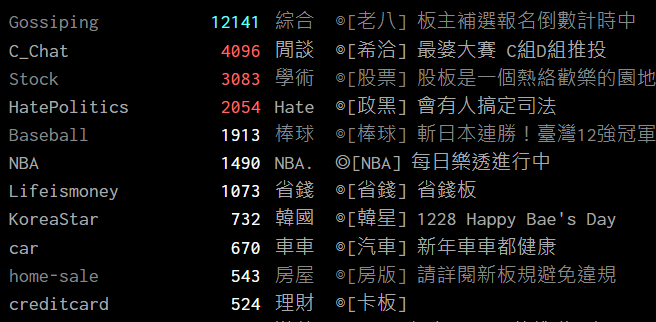 Gossiping 12141 綜合 ◎[老八] 板主補選報名倒數計時中
C_Chat 4096 閒談 ◎[希洽] 最婆大賽 C組D組推投
Stock 3083 學術 ◎[股票] 股板是一個熱絡歡樂的園地
HatePolitics 2054 Hate ◎[政黑] 會有人搞定司法
Baseball 1913 棒球 ◎[棒球] 斬日本連勝！臺灣12強冠軍
NBA 1490 NBA. ◎[NBA] 每日樂透進行中
Lifeismoney 1073 省錢 ◎[省錢] 省錢板
KoreaStar 732 韓國 ◎[韓星] 1228 Happy Bae's Day
car 670 車車 ◎[汽車] 新年車車都健康
home-sale 543 房屋 ◎[房版] 請詳閱新板規避免違規
creditcard 524 理財 ◎[卡板]